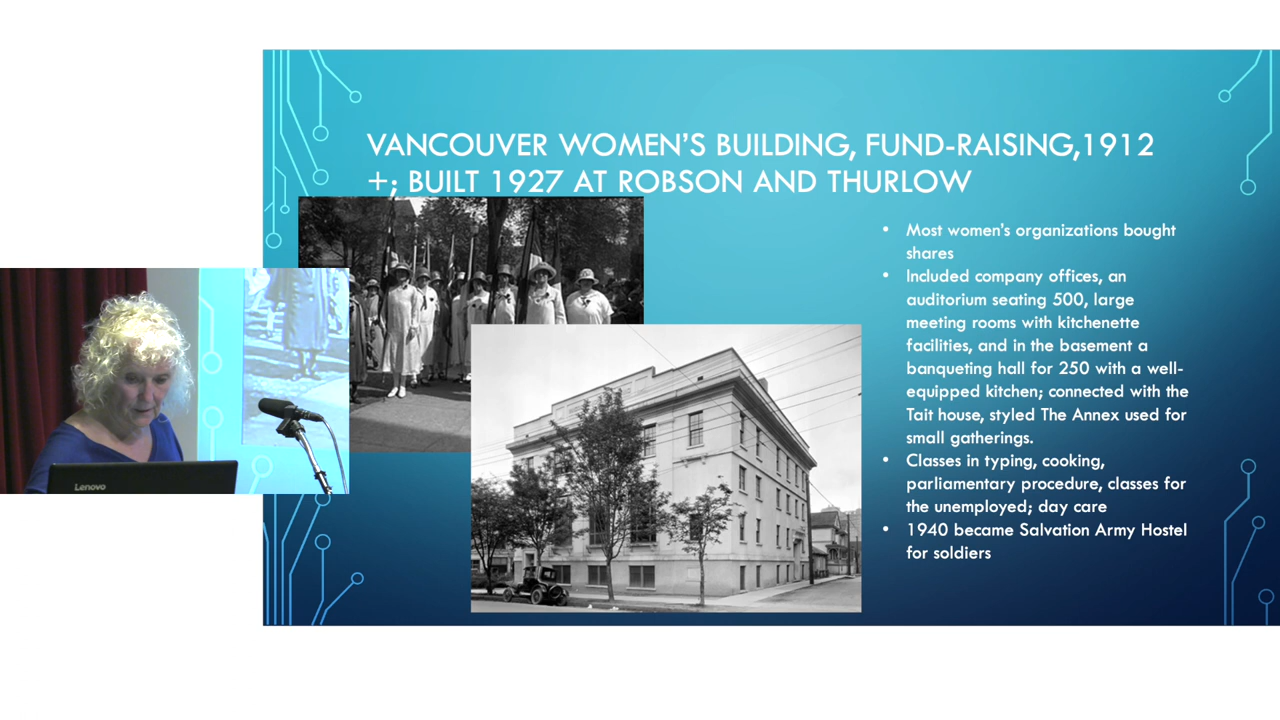 VANCOUVER WOMEN’S BUILDING, FUND-RAISING,1912
+; BUILT 1927 AT ROBSON AND THURLOW
• Most women's organizations bought
shares
• Included company offices, an
auditorium seating 500, large
meeting rooms with kitchenette
facilities, and in the basement a
banqueting hall for 250 with a well-
equipped kitchen; connected with the
Tait house, styled The Annex used for
small gatherings.
• Classes in typing, cooking,
parliamentary procedure, classes for
the unemployed; day care
• 1940 became Salvation Army Hostel
for soldiers
Lenovo